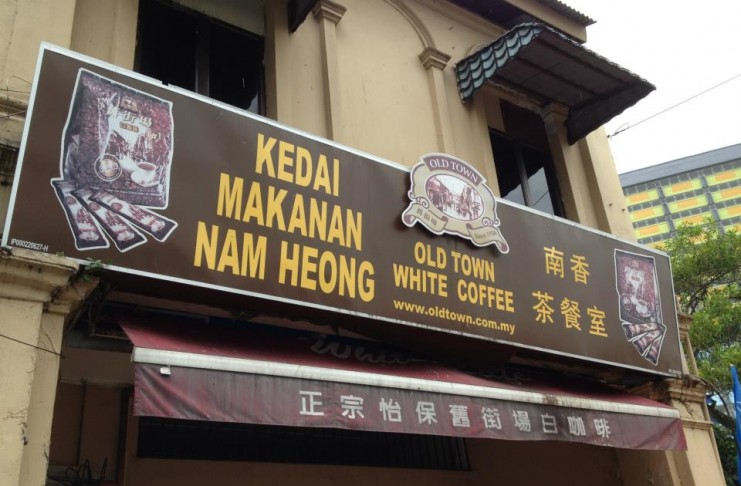 KEDAI
MAKANAN
NAM HEONG
OLD TOWN
OLD TOWN
WHITE COFFEE
www.oldtown.com.my
南香
茶餐室
IP000220627-H
正宗怡保舊街場白咖啡